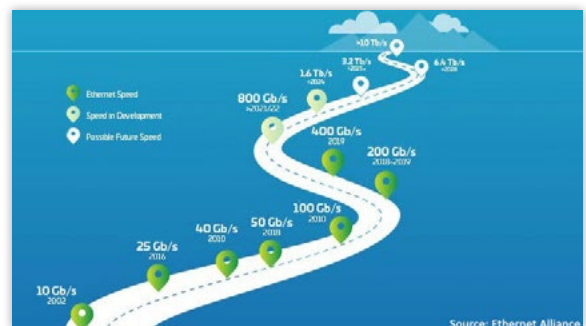 >10 Tb/s
3.2 Tb/s
6.4 Tb/s
1.6 Tb/s
Ethernet Speed
Speed in Development
Possible Future Speed
800 Gb/s
400 Gb/s
2019
200 Gb/s
2018-2019
100 Gb/s
2010
50 Gb/s
2018
40 Gb/s
2010
25 Gb/s
2016
10 Gb/s
2002
Source: Ethernet Alliance